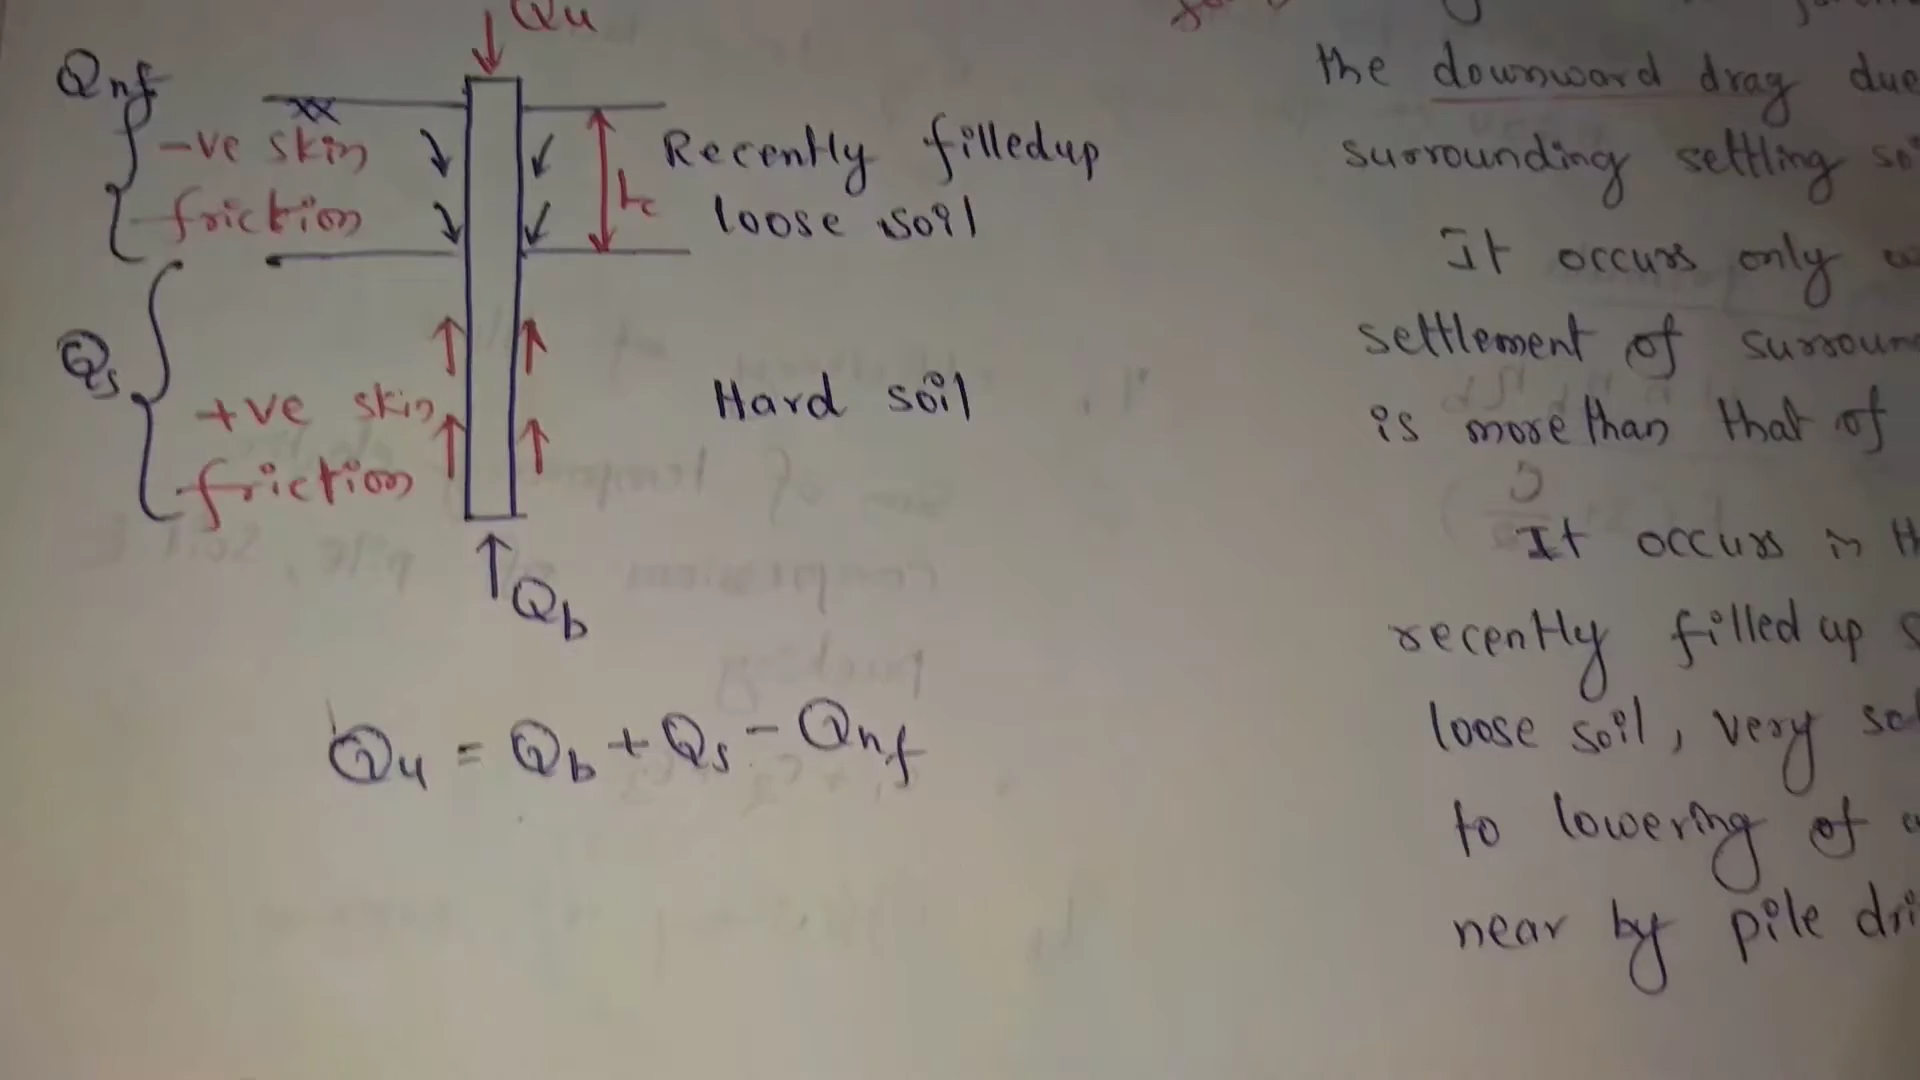 Qu
Qnf
-ve skin
friction
Lc
Recently filledup
loose soil
Qs
+ve skin
friction
Hard soil
Qb
Qu = Qb + Qs - Qnf
the downward drag due
surrounding settling
It occurs only
settlement of
is more than that of
It occurs in
recently filled up
loose soil, very
to lowering of
near by pile